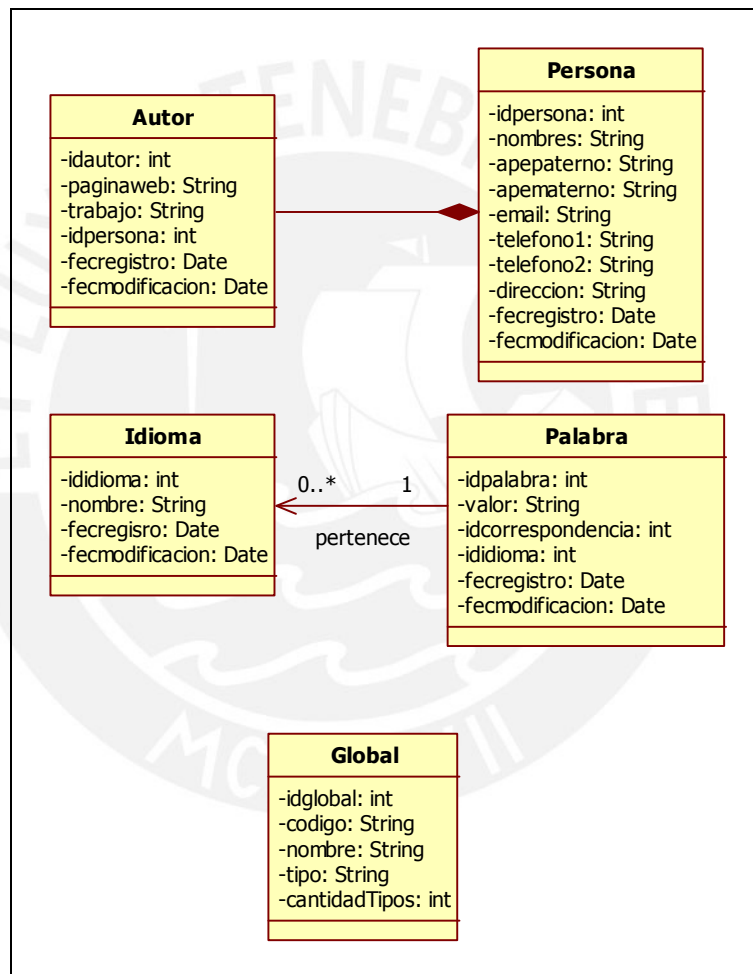 Autor
-idautor: int
-paginaweb: String
-trabajo: String
-idpersona: int
-fecregistro: Date
-fecmodificacion: Date
Persona
-idpersona: int
-nombres: String
-apepaterno: String
-apematerno: String
-email: String
-telefono1: String
-telefono2: String
-direccion: String
-fecregistro: Date
-fecmodificacion: Date
Idioma
-ididioma: int
-nombre: String
-fecregisro: Date
-fecmodificacion: Date
0..* 1
pertenece
Palabra
-idpalabra: int
-valor: String
-idcorrespondencia: int
-ididioma: int
-fecregistro: Date
-fecmodificacion: Date
Global
-idglobal: int
-codigo: String
-nombre: String
-tipo: String
-cantidadTipos: int